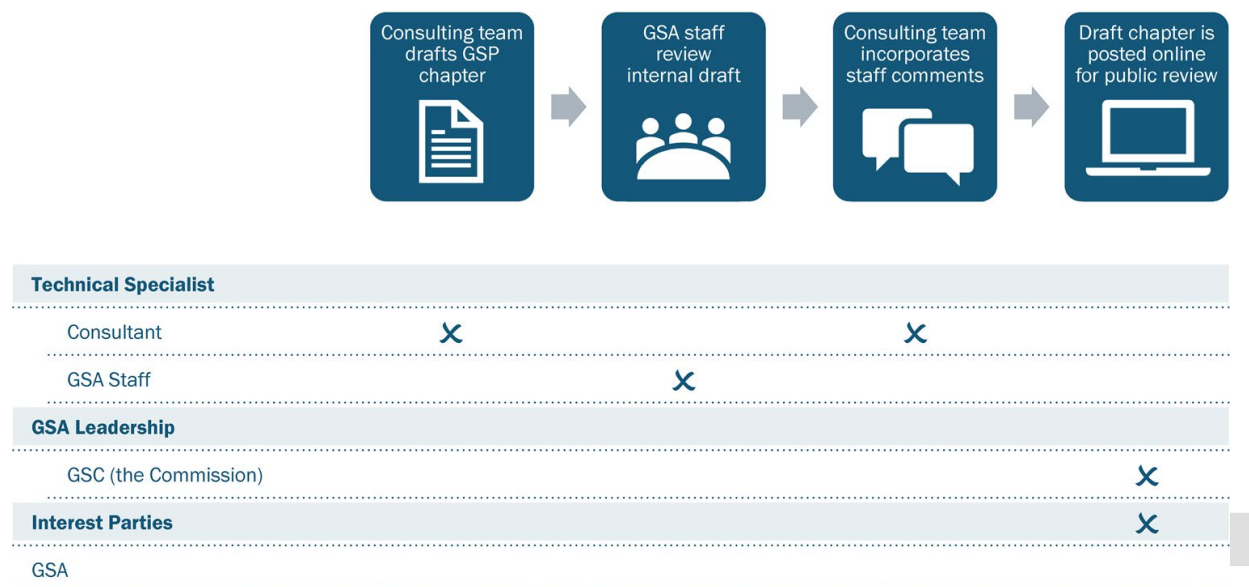 Consulting team
drafts GSP
chapter
GSA staff
review
internal draft
Consulting team
incorporates
staff comments
Draft chapter is
posted online
for public review
Technical Specialist
Consultant
GSA Staff
GSA Leadership
GSC (the Commission)
Interest Parties
GSA